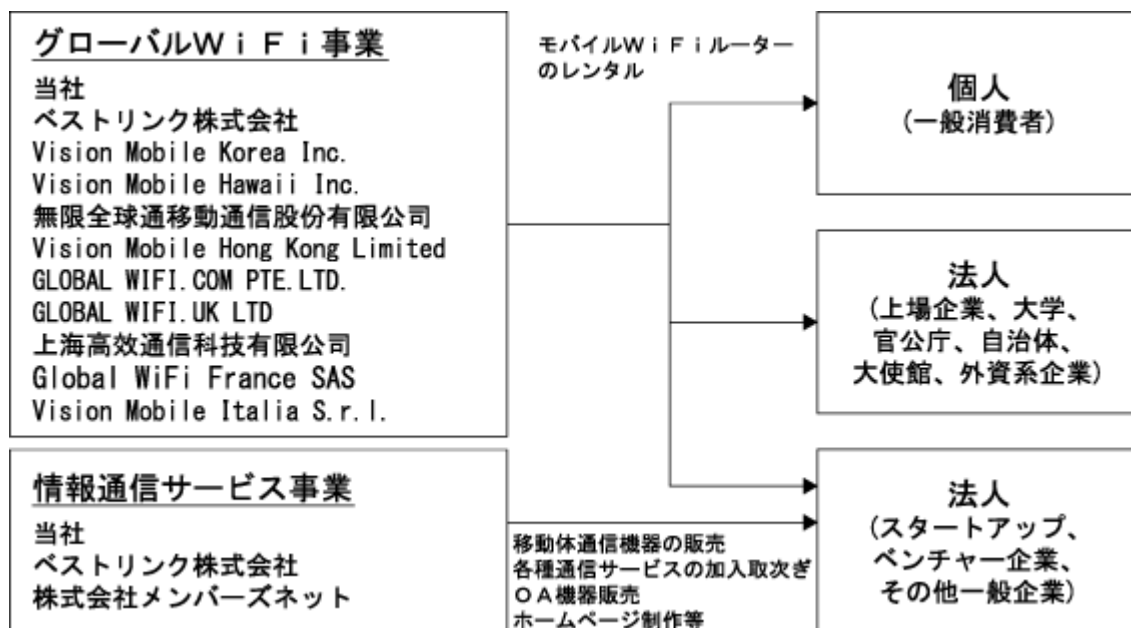 グローバルＷｉＦｉ事業
当社
ベストリンク株式会社
Vision Mobile Korea Inc.
Vision Mobile Hawaii Inc.
無限全球通移動通信股份有限公司
Vision Mobile Hong Kong Limited
GLOBAL WIFI.COM PTE.LTD.
GLOBAL WIFI.UK LTD
上海高效通信科技有限公司
Global WiFi France SAS
Vision Mobile Italia S.r.l.
モバイルＷｉＦｉルーター
のレンタル
個人
(一般消費者)
法人
(上場企業、大学、
官公庁、自治体、
大使館、外資系企業)
情報通信サービス事業
当社
ベストリンク株式会社
株式会社メンバーズネット
移動体通信機器の販売
各種通信サービスの加入取次ぎ
ＯＡ機器販売
ホームページ制作等
法人
(スタートアップ、
ベンチャー企業、
その他一般企業)